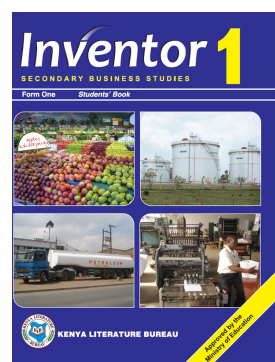 Inventor 1
SECONDARY BUSINESS STUDIES
Form One Students' Book
PETROLEUM
KENYA LITERATURE BUREAU
Approved by the
Ministry of Education